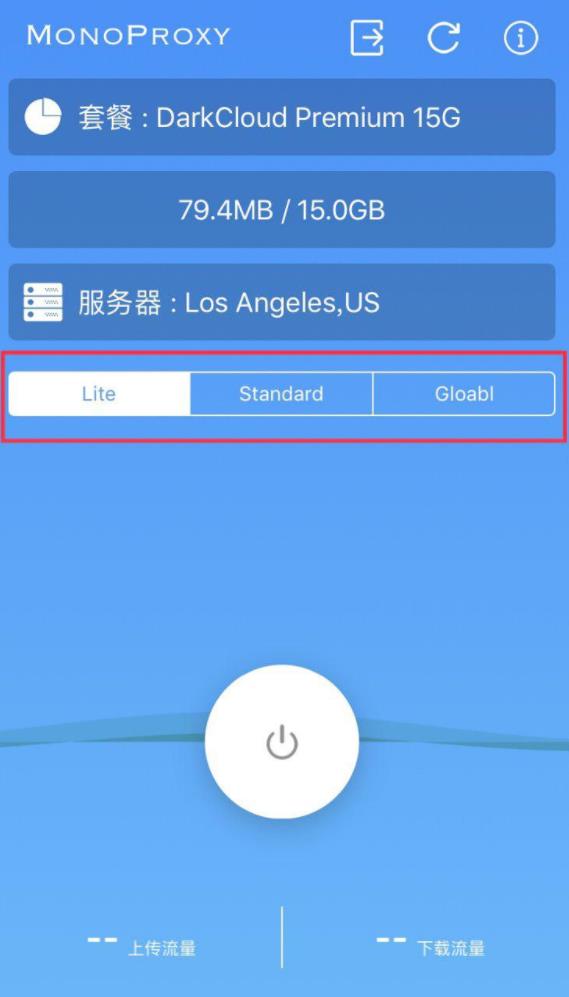 MONOPROXY
套餐 : DarkCloud Premium 15G
79.4MB / 15.0GB
服务器 : Los Angeles,US
Lite Standard Gloabl
-- 上传流量 -- 下载流量